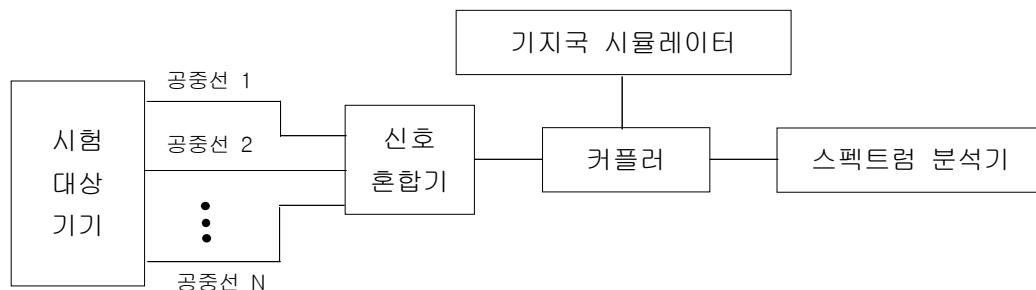 기지국 시뮬레이터
공중선 1
시험
대상
기기
공중선 2
신호
혼합기
커플러
스펙트럼 분석기
공중선 N